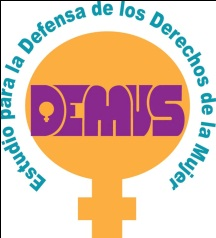 Estudio para la Defensa de los Derechos de la Mujer
DEMUS